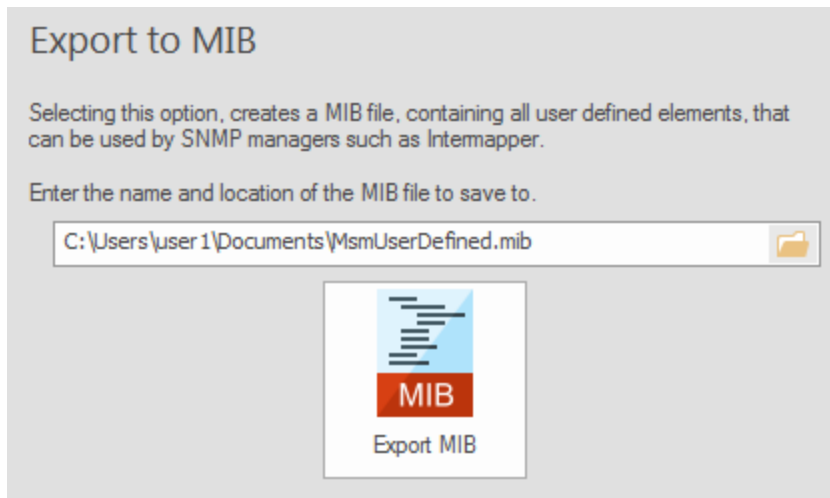 Export to MIB
Selecting this option, creates a MIB file, containing all user defined elements, that
can be used by SNMP managers such as Intermapper.
Enter the name and location of the MIB file to save to.
C:\Users\user1\Documents\MsmUserDefined.mib
MIB
Export MIB